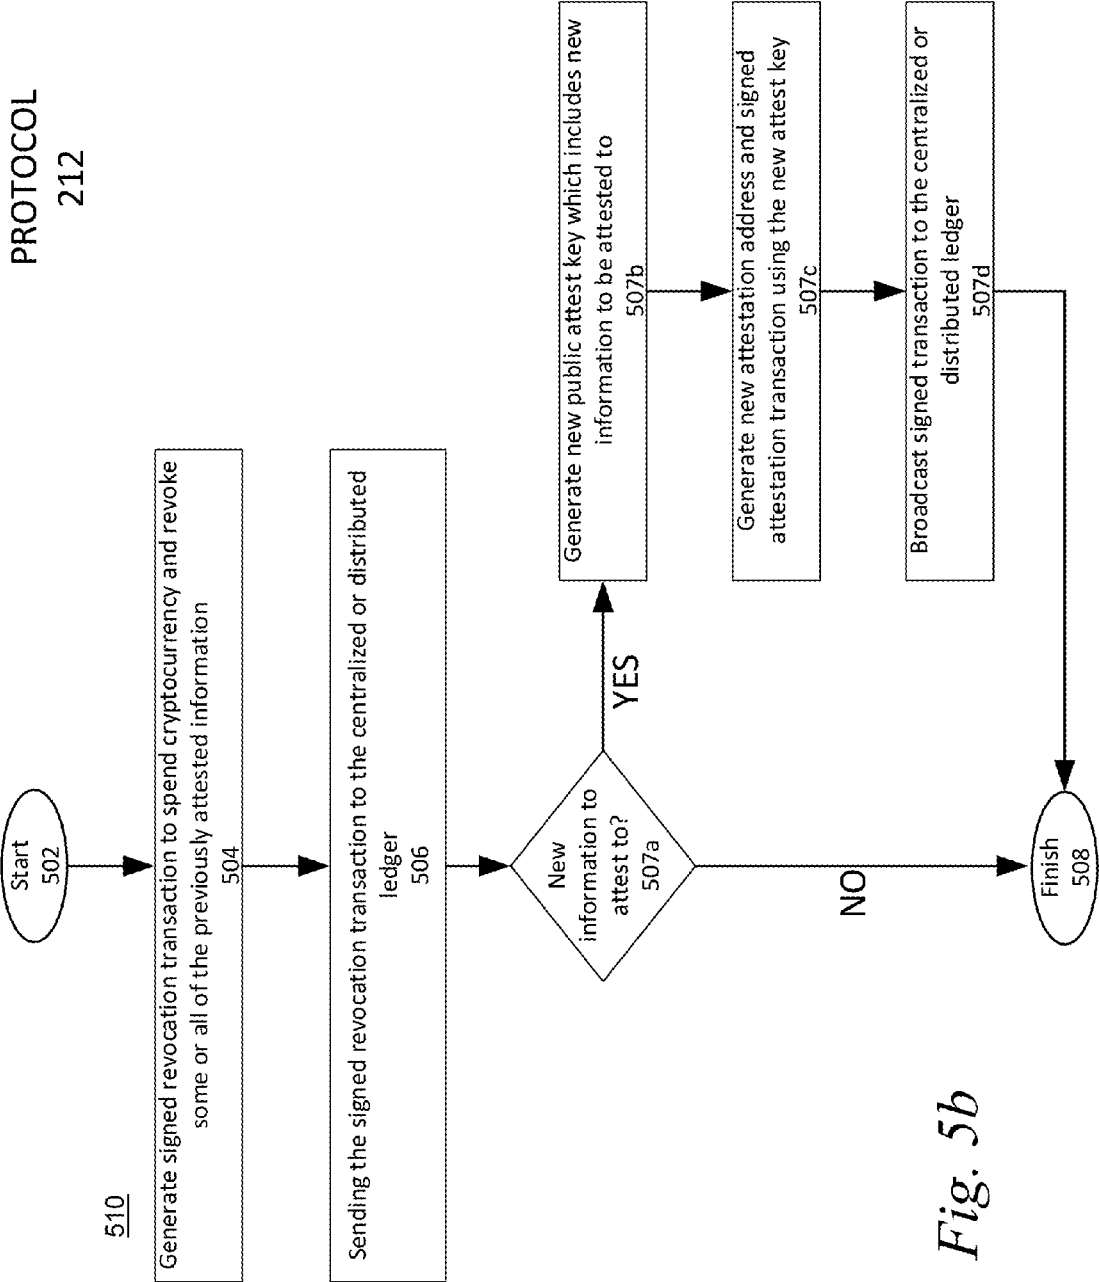 PROTOCOL
212
510
Start
502
Generate signed revocation transaction to spend cryptocurrency and revoke
some or all of the previously attested information
504
Sending the signed revocation transaction to the centralized or distributed
ledger
506
New
information to
attest to?
507a
YES
NO
Generate new public attest key which includes new
information to be attested to
507b
Generate new attestation address and signed
attestation transaction using the new attest key
507c
Broadcast signed transaction to the centralized or
distributed ledger
507d
Finish
508
Fig. 5b